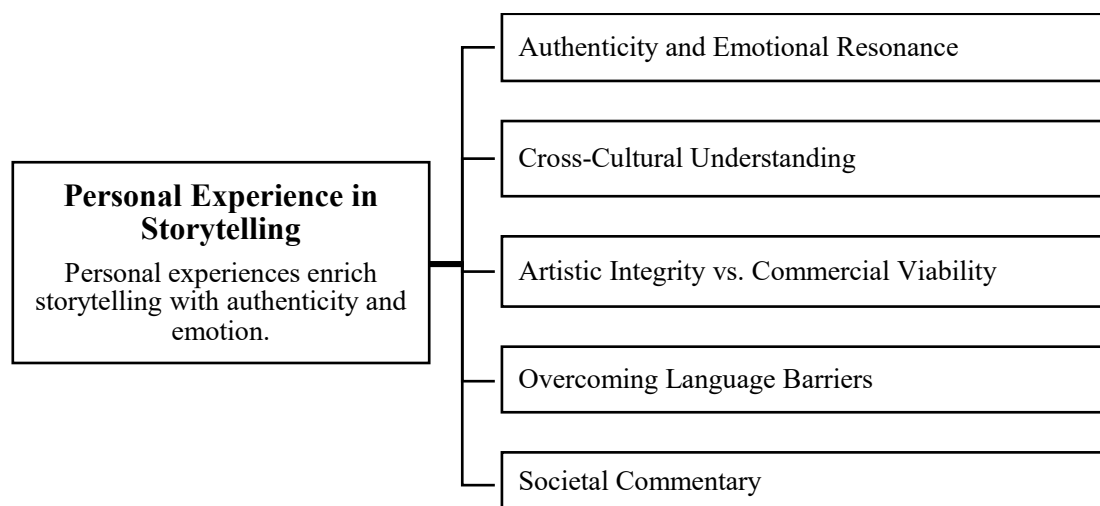 Personal Experience in
Storytelling
Personal experiences enrich
storytelling with authenticity and
emotion.
Authenticity and Emotional Resonance
Cross-Cultural Understanding
Artistic Integrity vs. Commercial Viability
Overcoming Language Barriers
Societal Commentary